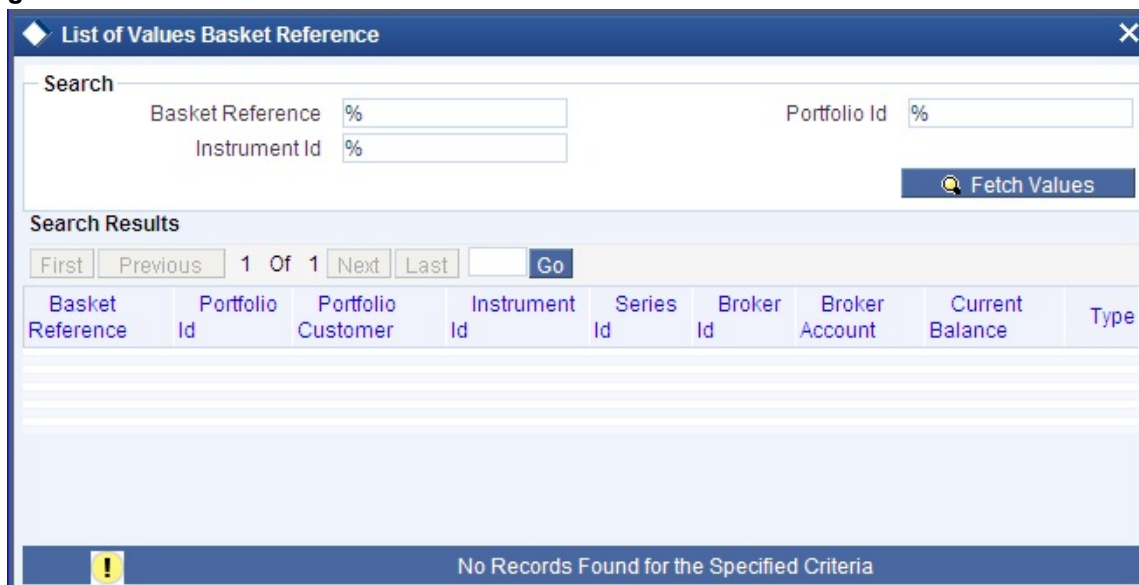 List of Values Basket Reference
Search
Basket Reference % Portfolio Id %
Instrument Id %
Fetch Values
Search Results
First Previous 1 Of 1 Next Last Go
Basket Portfolio Portfolio Instrument Series Broker Broker Current Type
Reference Id Customer Id Id Id Account Balance
No Records Found for the Specified Criteria